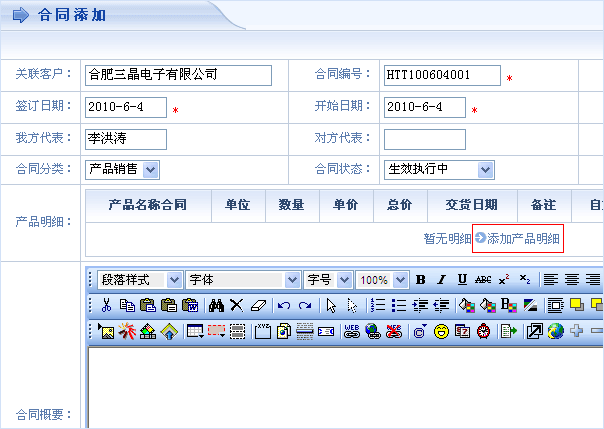 合同添加
关联客户： 合肥三晶电子有限公司 合同编号： HTT100604001 *
签订日期： 2010-6-4 * 开始日期： 2010-6-4 *
我方代表： 李洪涛 对方代表：
合同分类： 产品销售 合同状态： 生效执行中
产品明细：
产品名称合同 单位 数量 单价 总价 交货日期 备注
暂无明细 添加产品明细
段落样式 字体 字号 100% B I U ABC x² x₂
XYZ WEB WEB
合同概要：